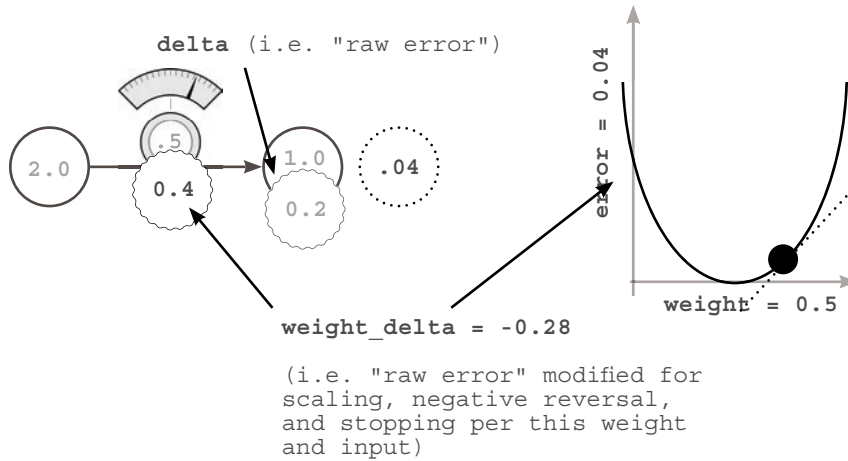 delta (i.e. "raw error")
2.0
.5
0.4
1.0
0.2
.04
error = 0.04
weight = 0.5
weight_delta = -0.28
(i.e. "raw error" modified for
scaling, negative reversal,
and stopping per this weight
and input)